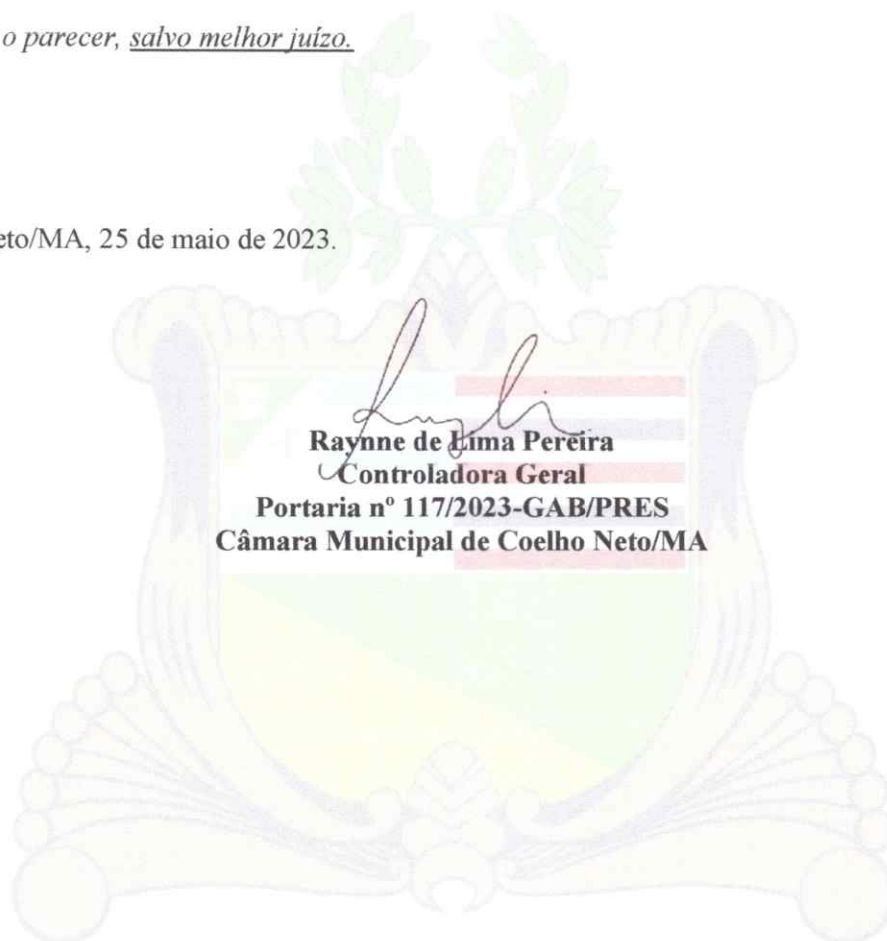 o parecer, salvo melhor juízo.
eto/MA, 25 de maio de 2023.
Raynne de Lima Pereira
Controladora Geral
Portaria nº 117/2023-GAB/PRES
Câmara Municipal de Coelho Neto/MA